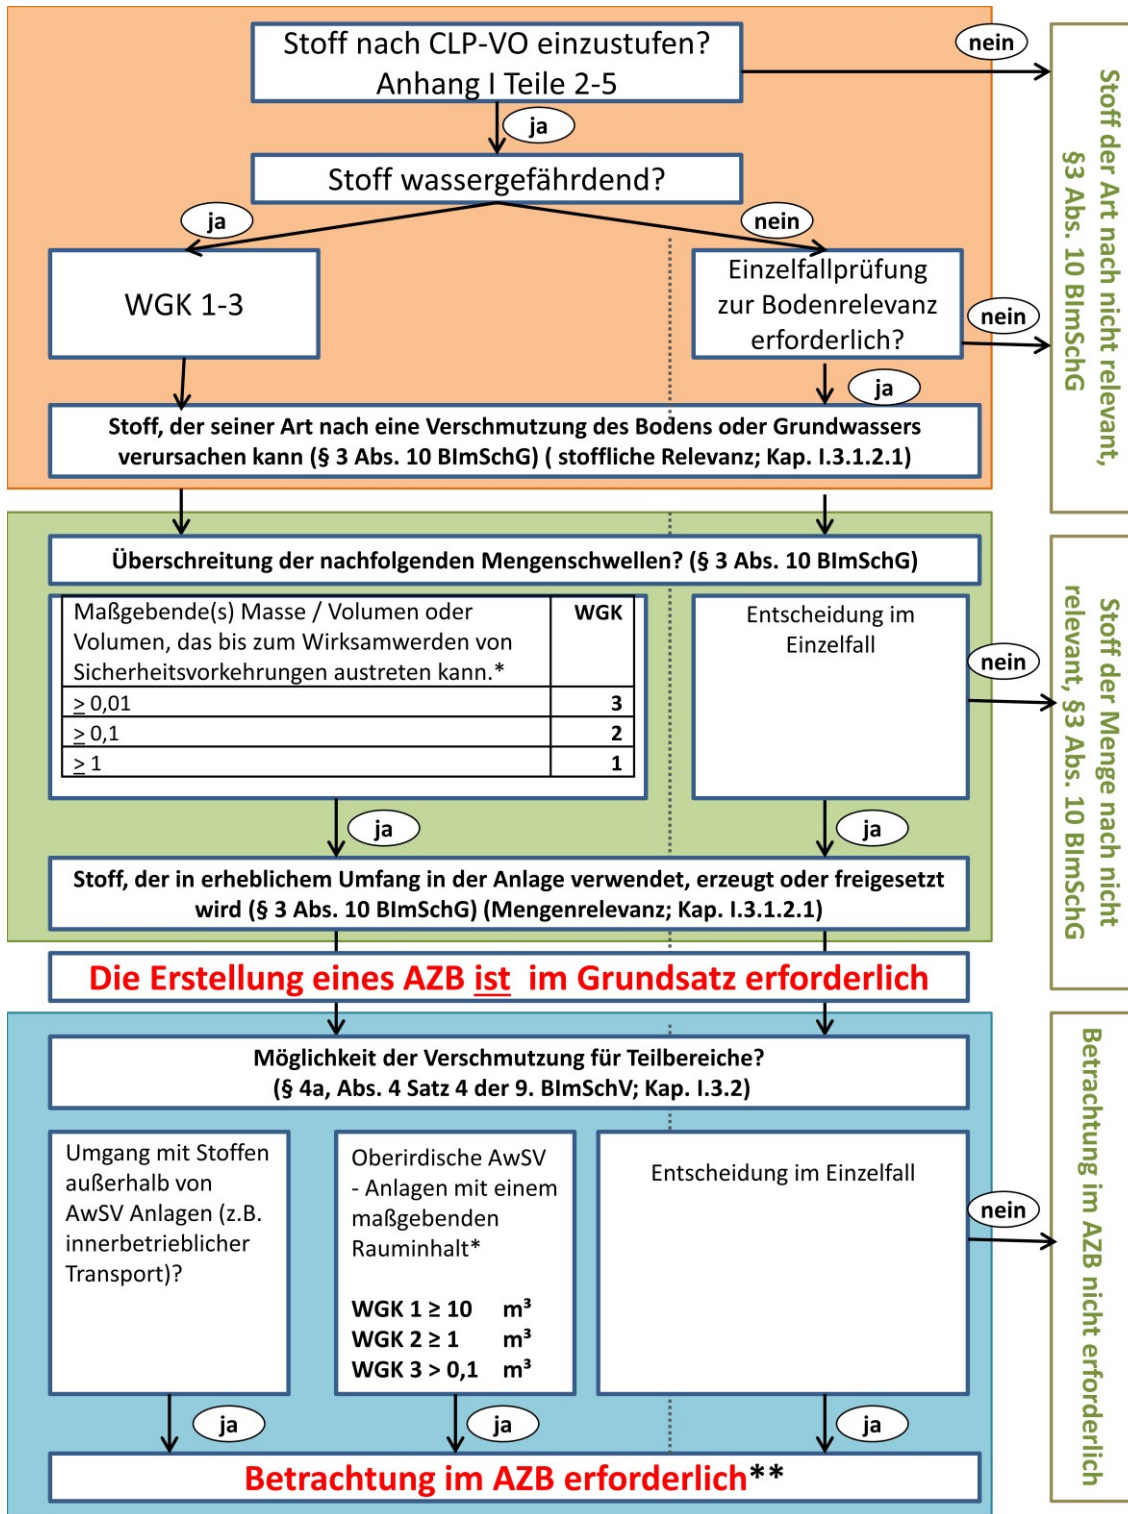 Stoff nach CLP-VO einzustufen?
Anhang I Teile 2-5
nein
ja
Stoff wassergefährdend?
ja
nein
WGK 1-3
Einzelfallprüfung
zur Bodenrelevanz
erforderlich?
nein
ja
Stoff der Art nach nicht relevant,
§3 Abs. 10 BImSchG
Stoff, der seiner Art nach eine Verschmutzung des Bodens oder Grundwassers
verursachen kann (§ 3 Abs. 10 BImSchG) ( stoffliche Relevanz; Kap. I.3.1.2.1)
Überschreitung der nachfolgenden Mengenschwellen? (§ 3 Abs. 10 BImSchG)
Maßgebende(s) Masse / Volumen oder
Volumen, das bis zum Wirksamwerden von
Sicherheitsvorkehrungen austreten kann.*
WGK
≥ 0,01 3
≥ 0,1 2
≥ 1 1
Entscheidung im
Einzelfall
nein
ja
ja
Stoff der Menge nach nicht
relevant, §3 Abs. 10 BImSchG
Stoff, der in erheblichem Umfang in der Anlage verwendet, erzeugt oder freigesetzt
wird (§ 3 Abs. 10 BImSchG) (Mengenrelevanz; Kap. I.3.1.2.1)
Die Erstellung eines AZB ist im Grundsatz erforderlich
Möglichkeit der Verschmutzung für Teilbereiche?
(§ 4a, Abs. 4 Satz 4 der 9. BImSchV; Kap. I.3.2)
Umgang mit Stoffen
außerhalb von
AwSV Anlagen (z.B.
innerbetrieblicher
Transport)?
Oberirdische AwSV
- Anlagen mit einem
maßgebenden
Rauminhalt*
WGK 1 ≥ 10 m³
WGK 2 ≥ 1 m³
WGK 3 > 0,1 m³
Entscheidung im Einzelfall
nein
ja
ja
ja
Betrachtung im AZB nicht erforderlich
Betrachtung im AZB erforderlich**